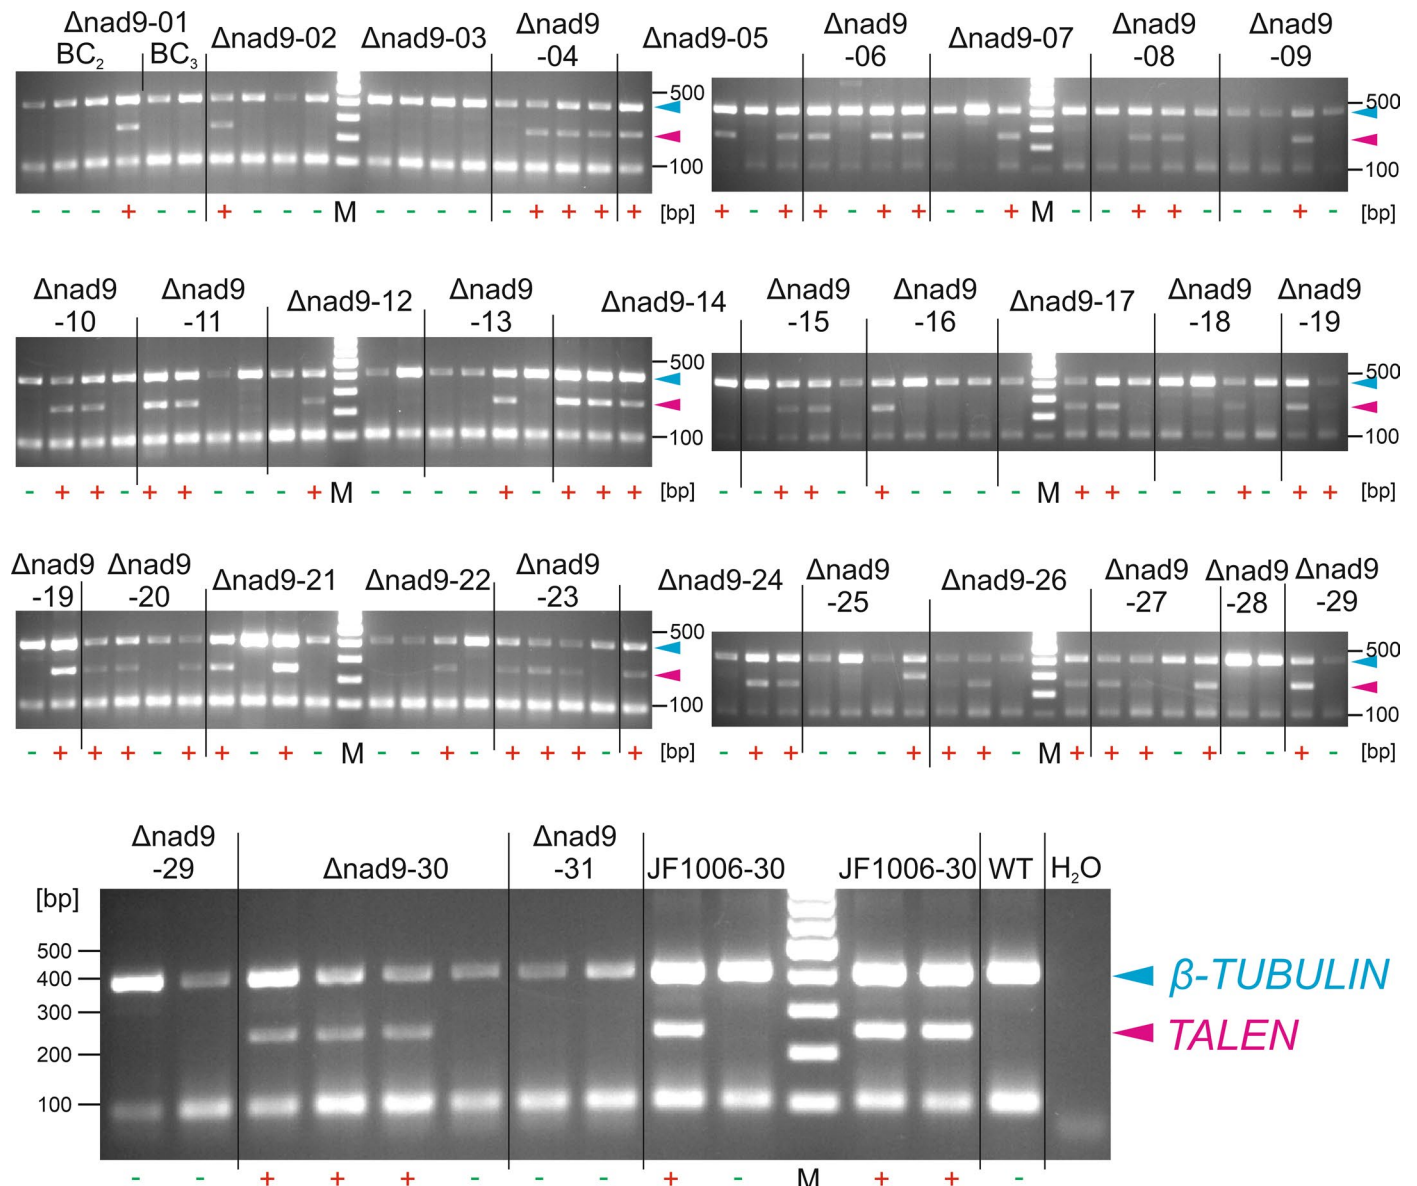 Δnad9-01 Δnad9-02 Δnad9-03 Δnad9 Δnad9-05 Δnad9 Δnad9-07 Δnad9 Δnad9
BC2 BC3 -04 -06 -08 -09
500 500
100 100
- - - + + - - - M - - - - - + + + + [bp] + - + + - + + - - + M - - + + - - - + - [bp]
Δnad9 Δnad9 Δnad9-12 Δnad9 Δnad9-14 Δnad9 Δnad9 Δnad9-17 Δnad9 Δnad9
-10 -11 -13 -15 -16 -18 -19
500 500
100 100
- + + - + + - - - + M - - - - + - + + + [bp] - - + + - + - - - - M + + - - - + - + + [bp]
Δnad9 Δnad9 Δnad9-21 Δnad9-22 Δnad9 Δnad9-24 Δnad9 Δnad9-26 Δnad9 Δnad9 Δnad9
-19 -20 -23 -25 -27 -28 -29
500 500
100 100
- + + + - + + - + - M - - + - + + + - + [bp] - + + - - - + + + - M + + + - + - - + - [bp]
Δnad9 Δnad9-30 Δnad9 JF1006-30 JF1006-30 WT H2O
-29 -31
[bp]
500
400
300
200
100
β-TUBULIN
TALEN
- - + + + - - - + - M + + -